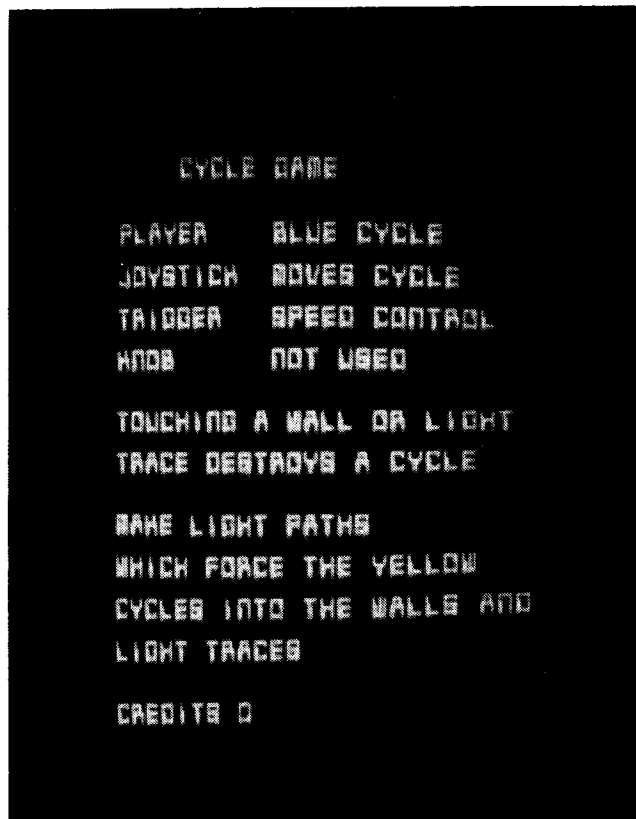 CYCLE GAME
PLAYER BLUE CYCLE
JOYSTICK MOVES CYCLE
TRIGGER SPEED CONTROL
KNOB NOT USED
TOUCHING A WALL OR LIGHT
TRACE DESTROYS A CYCLE
MAKE LIGHT PATHS
WHICH FORCE THE YELLOW
CYCLES INTO THE WALLS AND
LIGHT TRACES
CREDITS 0